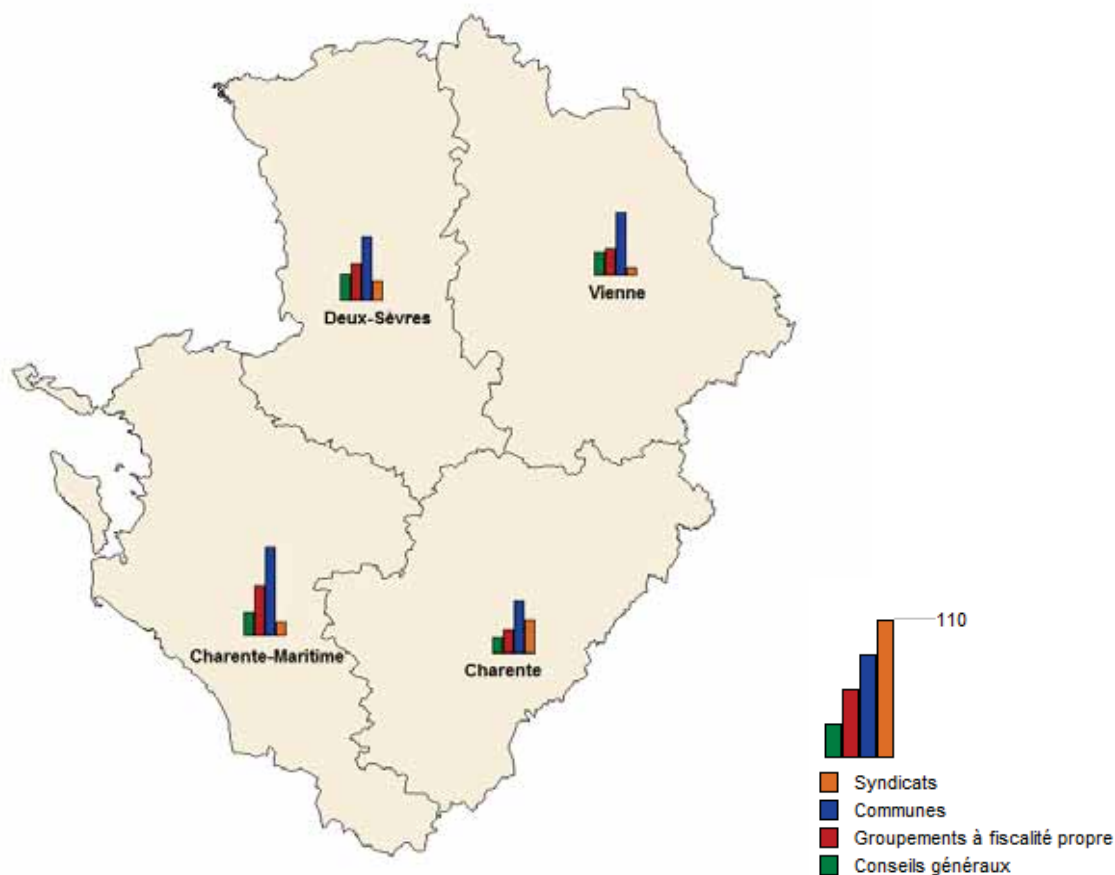 Vienne
Deux-Sèvres
Charente-Maritime
Charente
110
Syndicats
Communes
Groupements à fiscalité propre
Conseils généraux